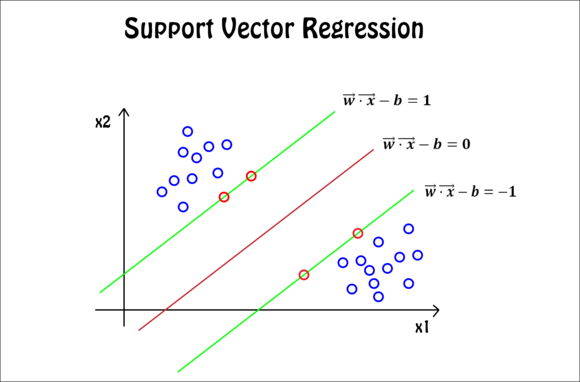 Support Vector Regression
w⃗ · x⃗ − b = 1
x2
w⃗ · x⃗ − b = 0
w⃗ · x⃗ − b = −1
x1